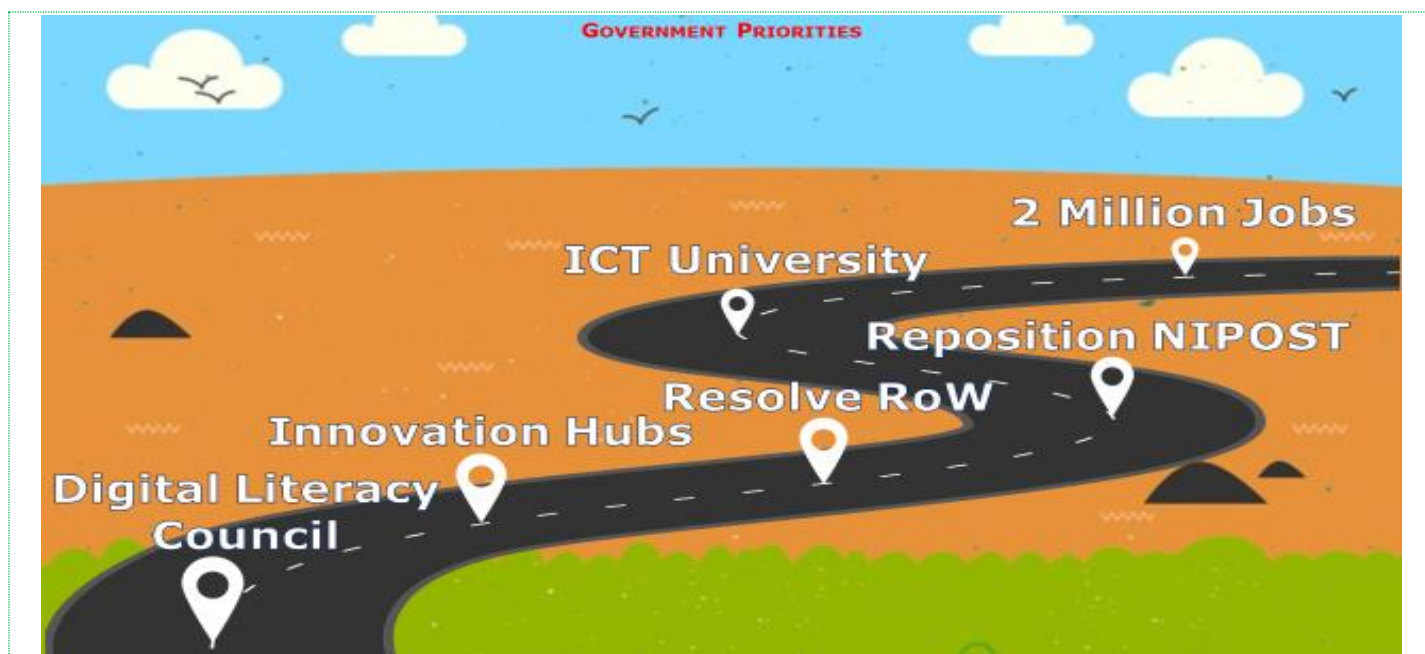 GOVERNMENT PRIORITIES
2 Million Jobs
ICT University
Reposition NIPOST
Resolve RoW
Innovation Hubs
Digital Literacy
Council